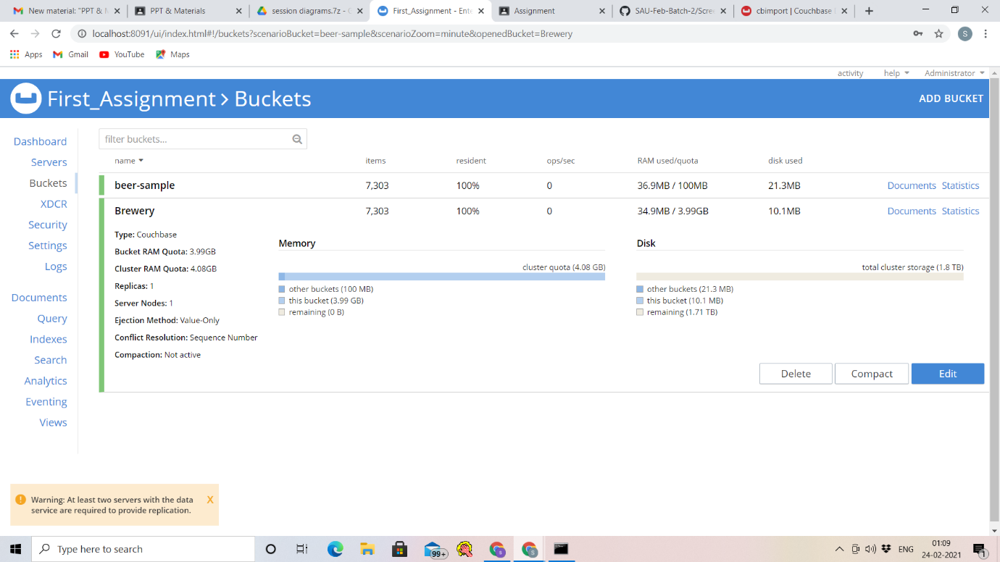 New material: "PPT & M
PPT & Materials
session diagrams.7z - G
First_Assignment - Ente
Assignment
SAU-Feb-Batch-2/Scree
cbimport | Couchbase
localhost:8091/ui/index.html#!/buckets?scenarioBucket=beer-sample&scenarioZoom=minute&openedBucket=Brewery
S
Apps
Gmail
YouTube
Maps
activity
help
Administrator
First_Assignment > Buckets
ADD BUCKET
Dashboard
Servers
Buckets
XDCR
Security
Settings
Logs
Documents
Query
Indexes
Search
Analytics
Eventing
Views
filter buckets...
name items resident ops/sec RAM used/quota disk used
beer-sample 7,303 100% 0 36.9MB / 100MB 21.3MB Documents Statistics
Brewery 7,303 100% 0 34.9MB / 3.99GB 10.1MB Documents Statistics
Type: Couchbase
Bucket RAM Quota: 3.99GB
Cluster RAM Quota: 4.08GB
Replicas: 1
Server Nodes: 1
Ejection Method: Value-Only
Conflict Resolution: Sequence Number
Compaction: Not active
Memory
cluster quota (4.08 GB)
other buckets (100 MB)
this bucket (3.99 GB)
remaining (0 B)
Disk
total cluster storage (1.8 TB)
other buckets (21.3 MB)
this bucket (10.1 MB)
remaining (1.71 TB)
Delete
Compact
Edit
Warning: At least two servers with the data
service are required to provide replication.
X
Type here to search
99+
S
S
ENG
01:09
24-02-2021
1